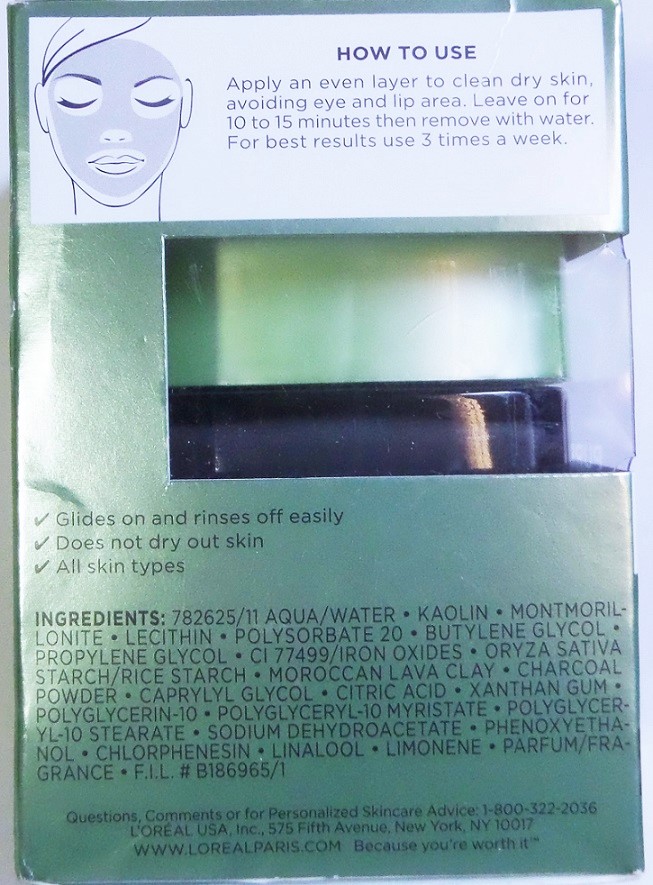 HOW TO USE
Apply an even layer to clean dry skin,
avoiding eye and lip area. Leave on for
10 to 15 minutes then remove with water.
For best results use 3 times a week.
✔ Glides on and rinses off easily
✔ Does not dry out skin
✔ All skin types
INGREDIENTS: 782625/11 AQUA/WATER • KAOLIN • MONTMORIL-
LONITE • LECITHIN • POLYSORBATE 20 • BUTYLENE GLYCOL •
PROPYLENE GLYCOL • CI 77499/IRON OXIDES • ORYZA SATIVA
STARCH/RICE STARCH • MOROCCAN LAVA CLAY • CHARCOAL
POWDER • CAPRYLYL GLYCOL • CITRIC ACID • XANTHAN GUM •
POLYGLYCERIN-10 • POLYGLYCERYL-10 MYRISTATE • POLYGLYCER-
YL-10 STEARATE • SODIUM DEHYDROACETATE • PHENOXYETHA-
NOL • CHLORPHENESIN • LINALOOL • LIMONENE • PARFUM/FRA-
GRANCE • F.I.L. # B186965/1
Questions, Comments or for Personalized Skincare Advice: 1-800-322-2036
L'ORÉAL USA, Inc., 575 Fifth Avenue, New York, NY 10017
WWW.LOREALPARIS.COM Because you're worth it™